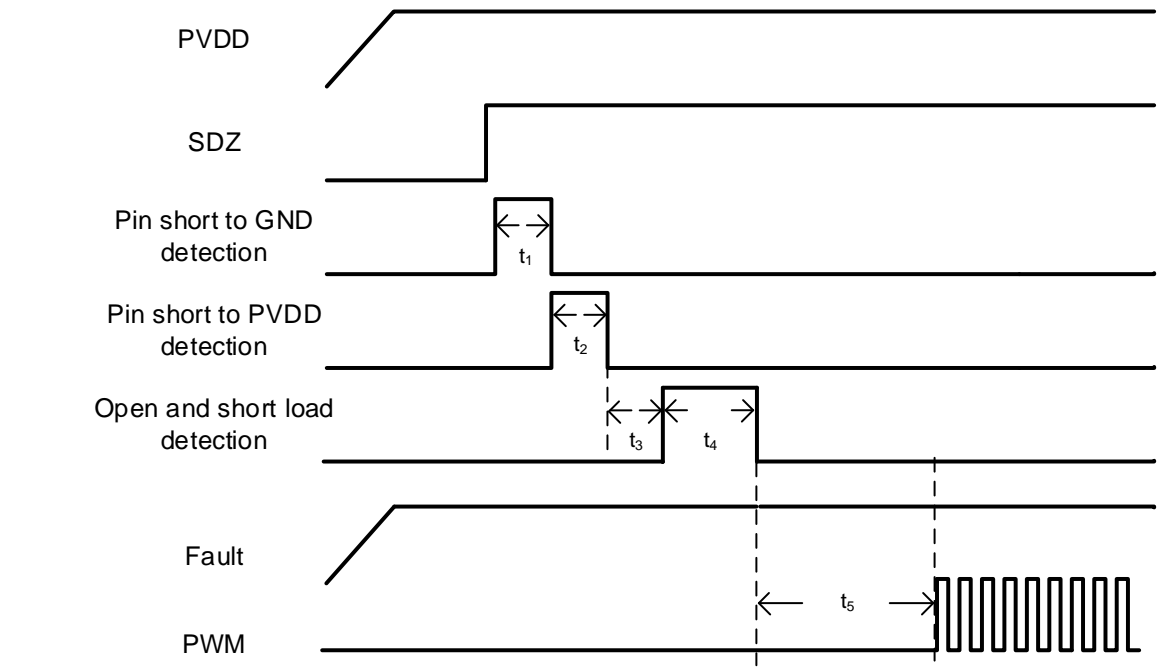 PVDD
SDZ
Pin short to GND
detection
t₁
Pin short to PVDD
detection
t₂
Open and short load
detection
t₃
t₄
Fault
t₅
PWM